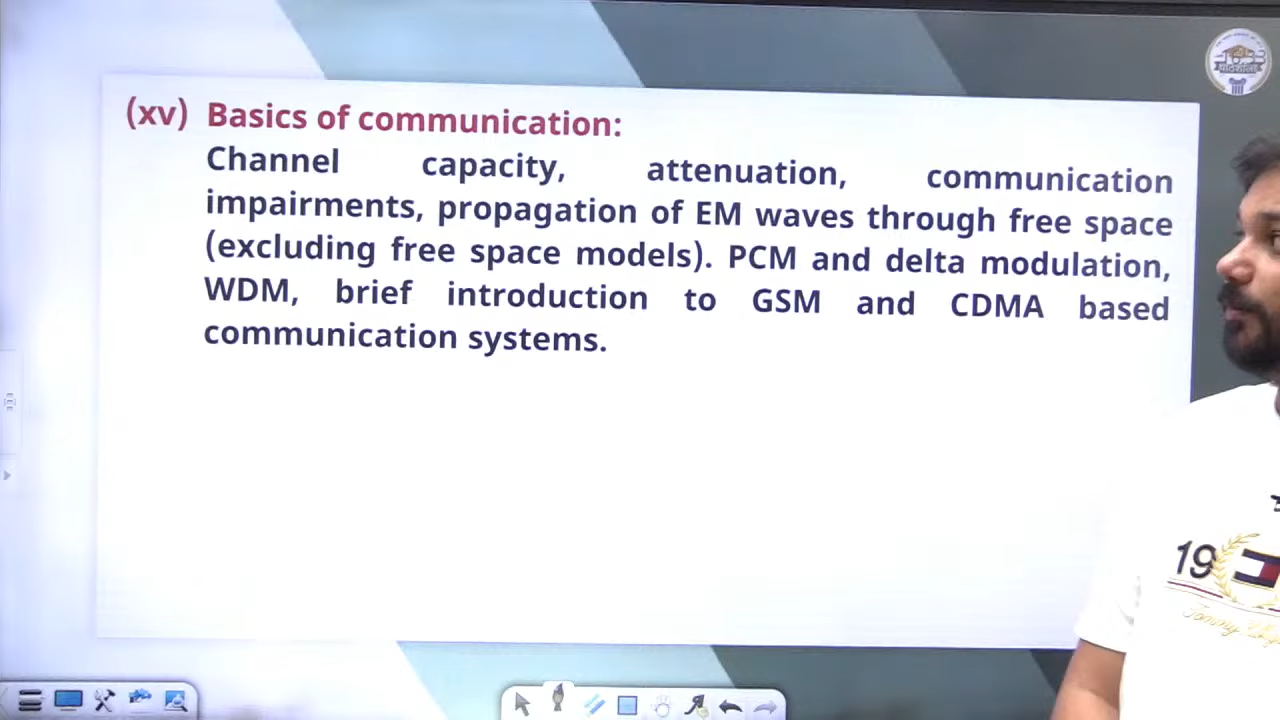 (xv) Basics of communication:
Channel capacity, attenuation, communication
impairments, propagation of EM waves through free space
(excluding free space models). PCM and delta modulation,
WDM, brief introduction to GSM and CDMA based
communication systems.
19